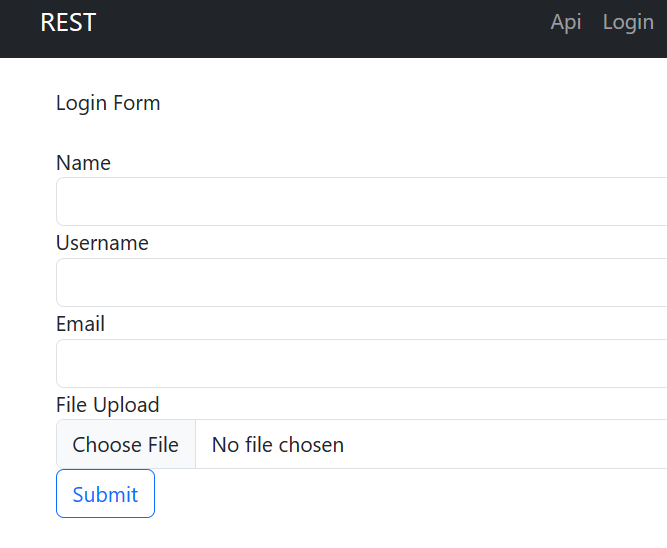 REST Api Login
Login Form
Name
Username
Email
File Upload
Choose File No file chosen
Submit